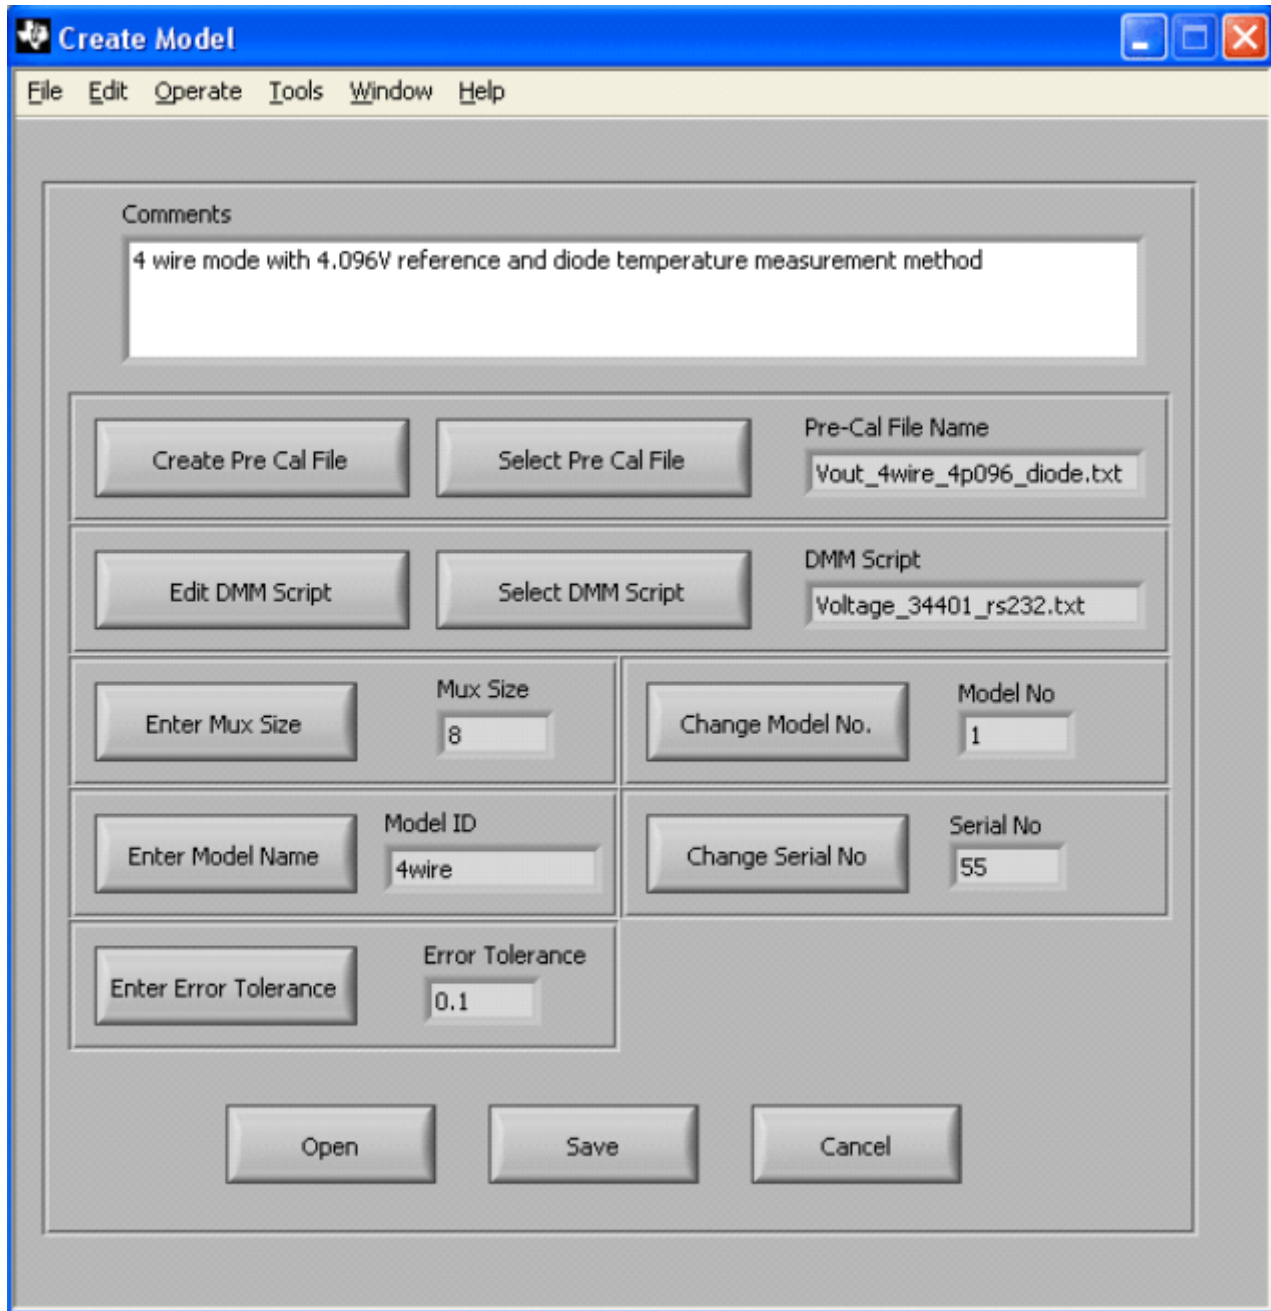 Create Model
File Edit Operate Tools Window Help
Comments
4 wire mode with 4.096V reference and diode temperature measurement method
Create Pre Cal File
Select Pre Cal File
Pre-Cal File Name
Vout_4wire_4p096_diode.txt
Edit DMM Script
Select DMM Script
DMM Script
Voltage_34401_rs232.txt
Enter Mux Size
Mux Size
8
Change Model No.
Model No
1
Enter Model Name
Model ID
4wire
Change Serial No
Serial No
55
Enter Error Tolerance
Error Tolerance
0.1
Open
Save
Cancel